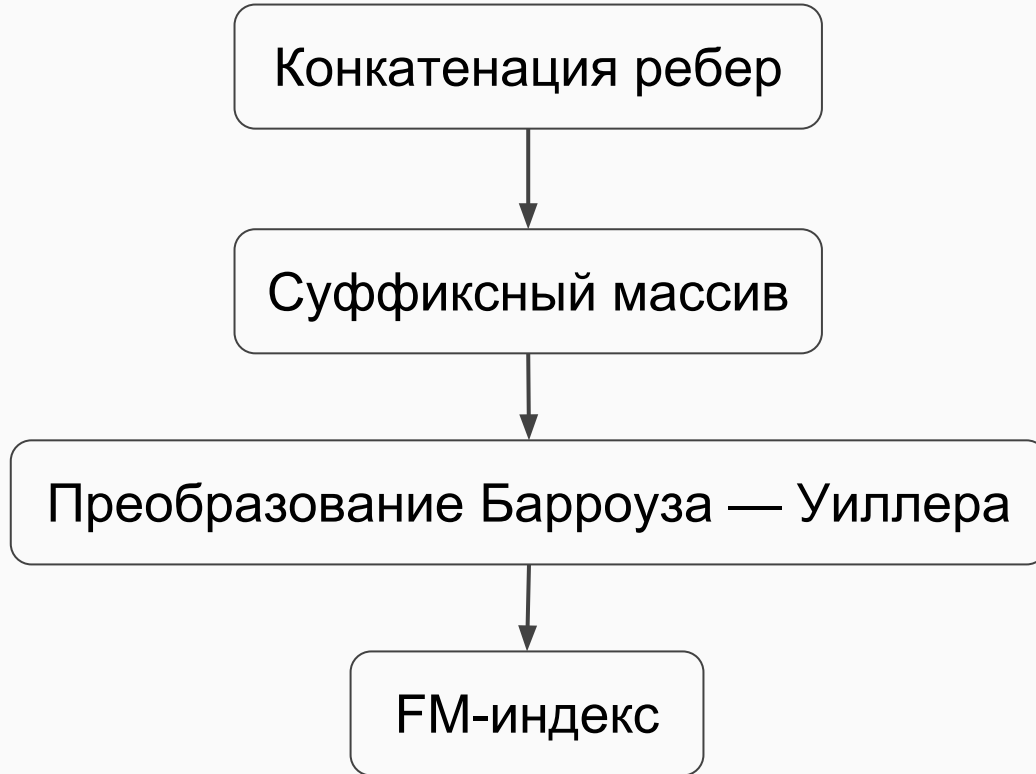 Конкатенация ребер
Суффиксный массив
Преобразование Барроуза — Уиллера
FM-индекс